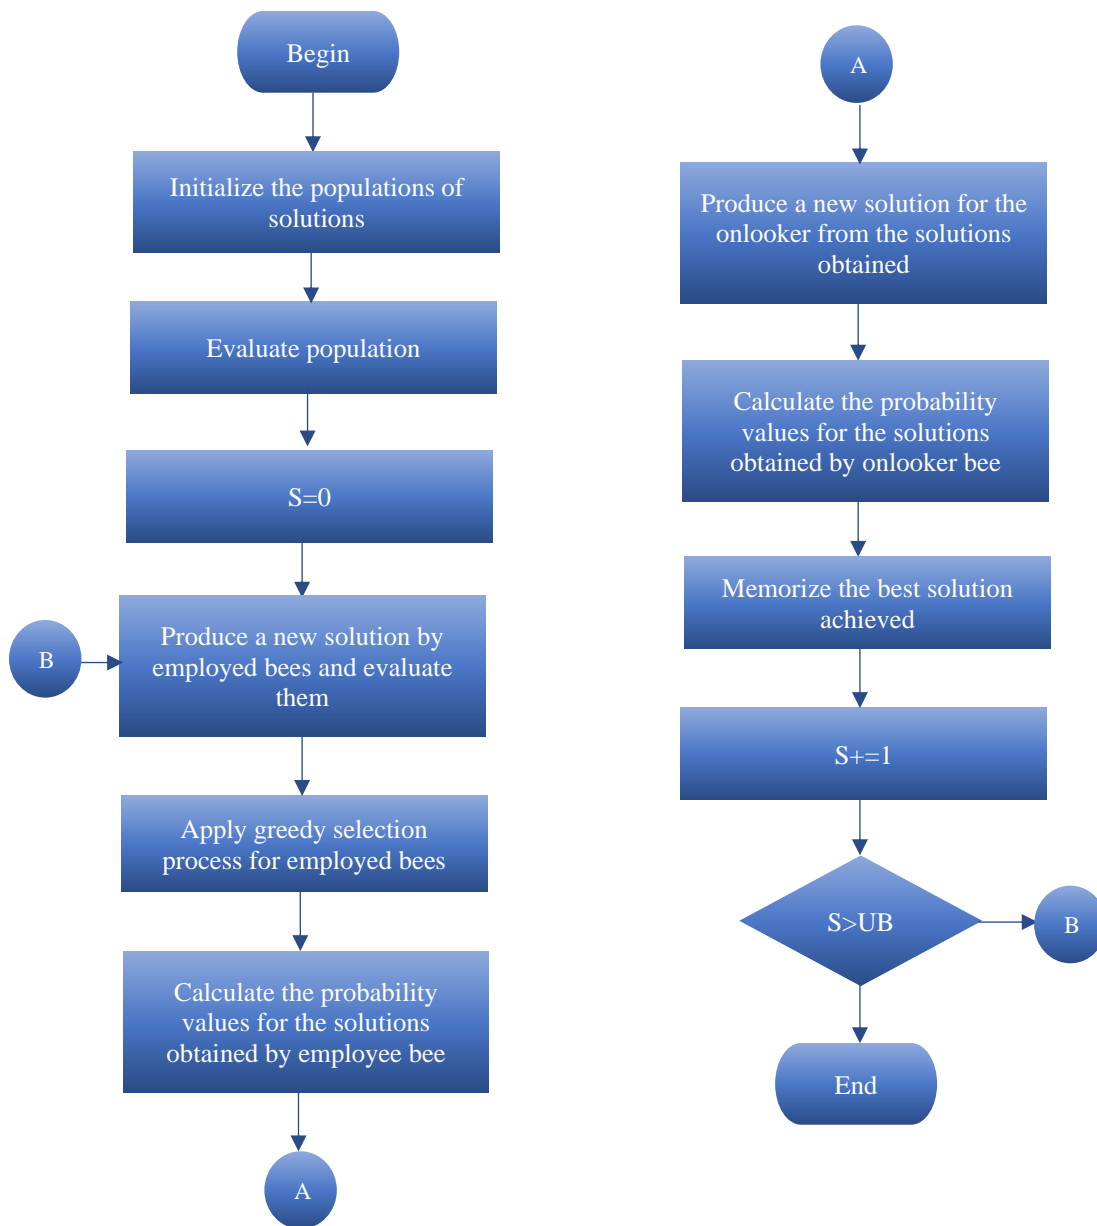 Begin
Initialize the populations of
solutions
Evaluate population
S=0
B
Produce a new solution by
employed bees and evaluate
them
Apply greedy selection
process for employed bees
Calculate the probability
values for the solutions
obtained by employee bee
A
A
Produce a new solution for the
onlooker from the solutions
obtained
Calculate the probability
values for the solutions
obtained by onlooker bee
Memorize the best solution
achieved
S+=1
S>UB
B
End